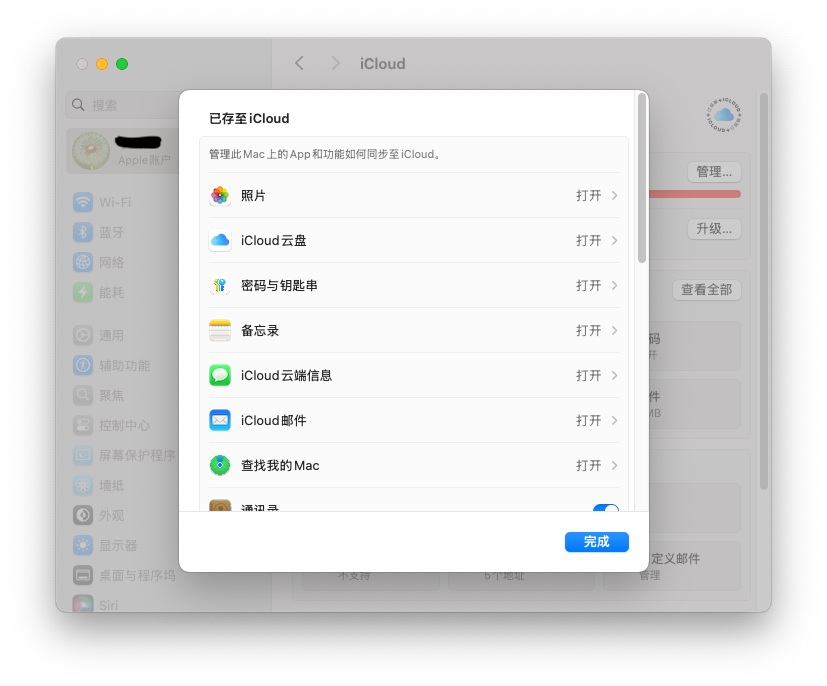 iCloud
搜索
Apple账户
Wi-Fi
蓝牙
网络
能耗
通用
辅助功能
聚焦
控制中心
屏幕保护程序
墙纸
外观
显示器
桌面与程序坞
Siri
已存至iCloud
管理此Mac上的App和功能如何同步至iCloud。
照片 打开
iCloud云盘 打开
密码与钥匙串 打开
备忘录 打开
iCloud云端信息 打开
iCloud邮件 打开
查找我的Mac 打开
通讯录
完成
管理...
升级...
查看全部
码
开
件
MB
定义邮件
不支持
5个地址
管理